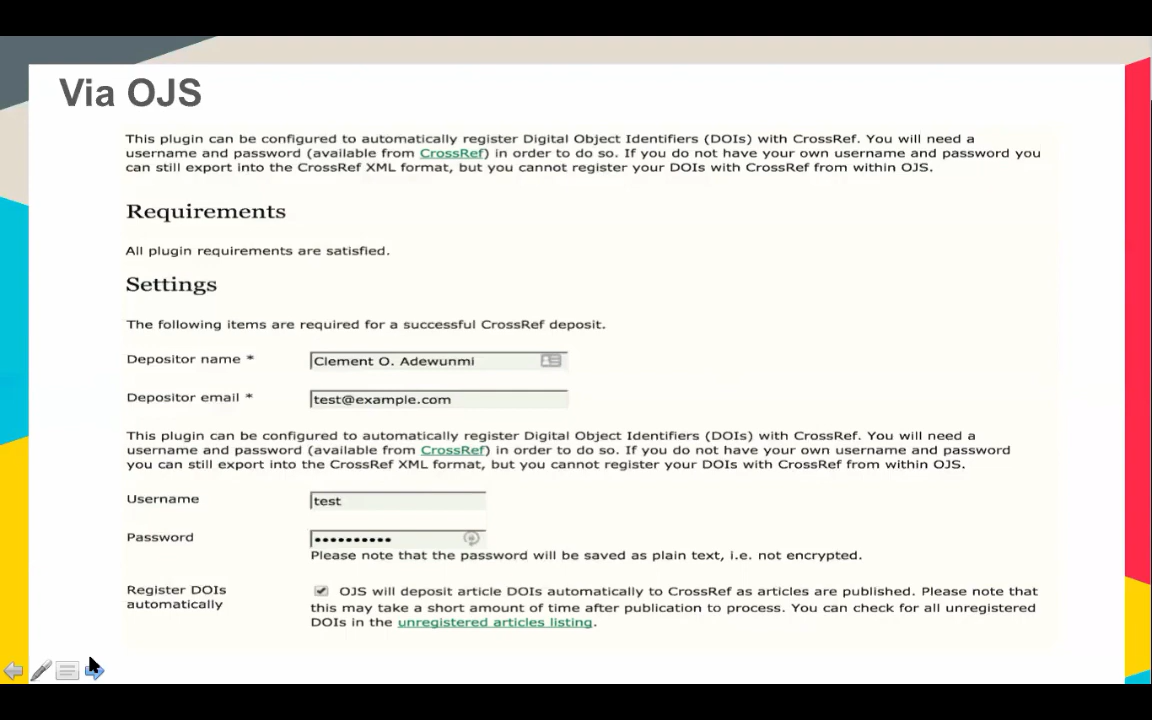 Via OJS
This plugin can be configured to automatically register Digital Object Identifiers (DOIs) with CrossRef. You will need a
username and password (available from CrossRef) in order to do so. If you do not have your own username and password you
can still export into the CrossRef XML format, but you cannot register your DOIs with CrossRef from within OJS.
Requirements
All plugin requirements are satisfied.
Settings
The following items are required for a successful CrossRef deposit.
Depositor name * Clement O. Adewunmi
Depositor email * test@example.com
This plugin can be configured to automatically register Digital Object Identifiers (DOIs) with CrossRef. You will need a
username and password (available from CrossRef) in order to do so. If you do not have your own username and password
you can still export into the CrossRef XML format, but you cannot register your DOIs with CrossRef from within OJS.
Username test
Password ••••••••••
Please note that the password will be saved as plain text, i.e. not encrypted.
Register DOIs
automatically
OJS will deposit article DOIs automatically to CrossRef as articles are published. Please note that
this may take a short amount of time after publication to process. You can check for all unregistered
DOIs in the unregistered articles listing.